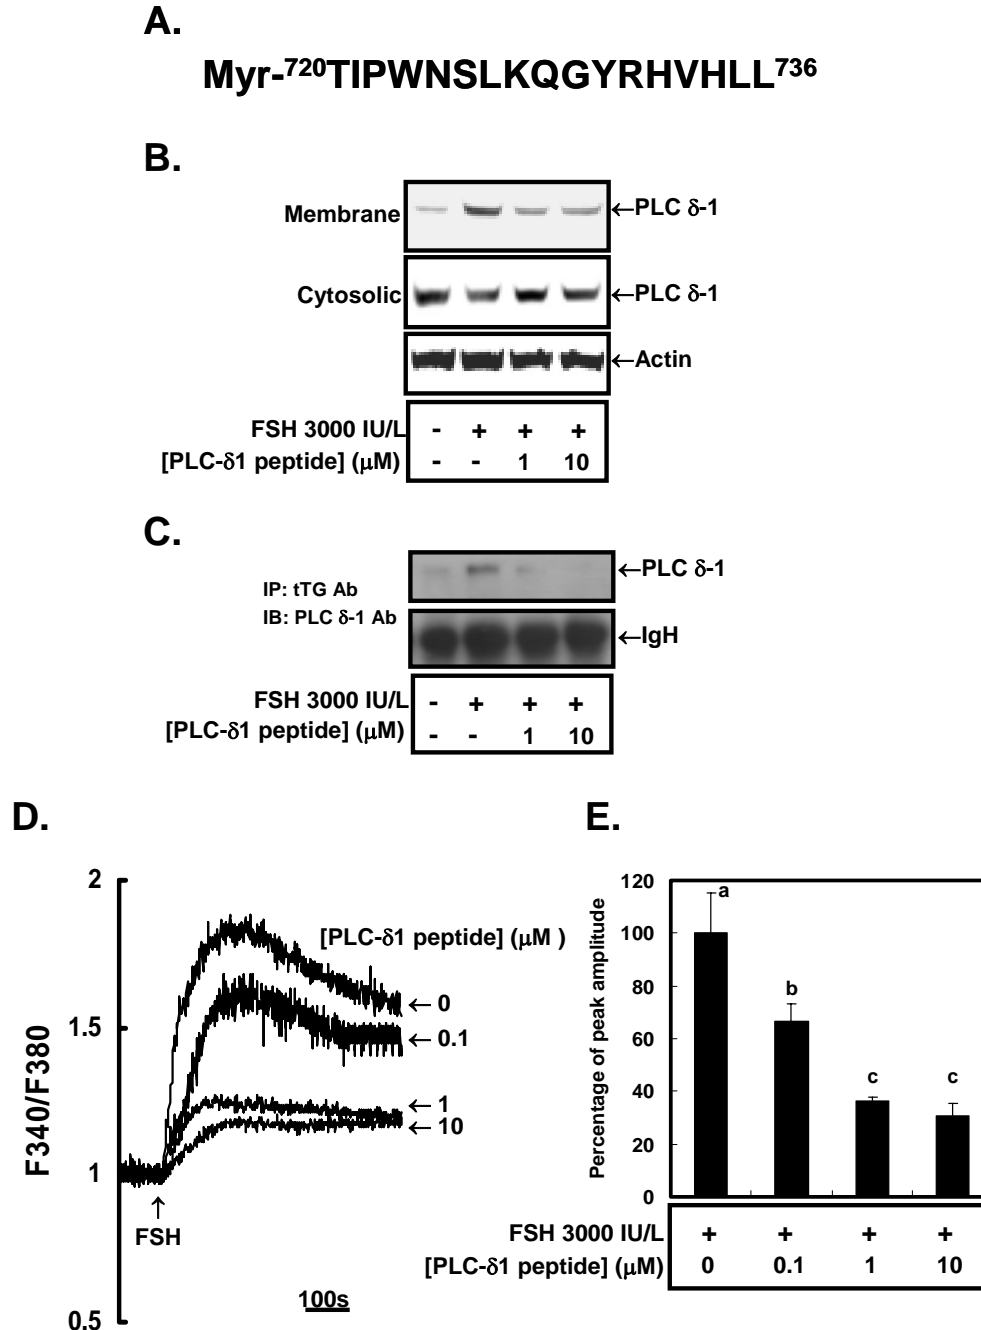 A.
Myr-⁷²⁰TIPWNSLKQGYRHVHLL⁷³⁶
B.
Membrane ←PLC δ-1
Cytosolic ←PLC δ-1
←Actin
FSH 3000 IU/L - + + +
[PLC-δ1 peptide] (μM) - - 1 10
C.
IP: tTG Ab ←PLC δ-1
IB: PLC δ-1 Ab ←IgH
FSH 3000 IU/L - + + +
[PLC-δ1 peptide] (μM) - - 1 10
D.
F340/F380
2
1.5
1
0.5
[PLC-δ1 peptide] (μM )
← 0
← 0.1
← 1
← 10
↑
FSH
100s
E.
Percentage of peak amplitude
120
100
80
60
40
20
0
a
b
c
c
FSH 3000 IU/L + + + +
[PLC-δ1 peptide] (μM) 0 0.1 1 10